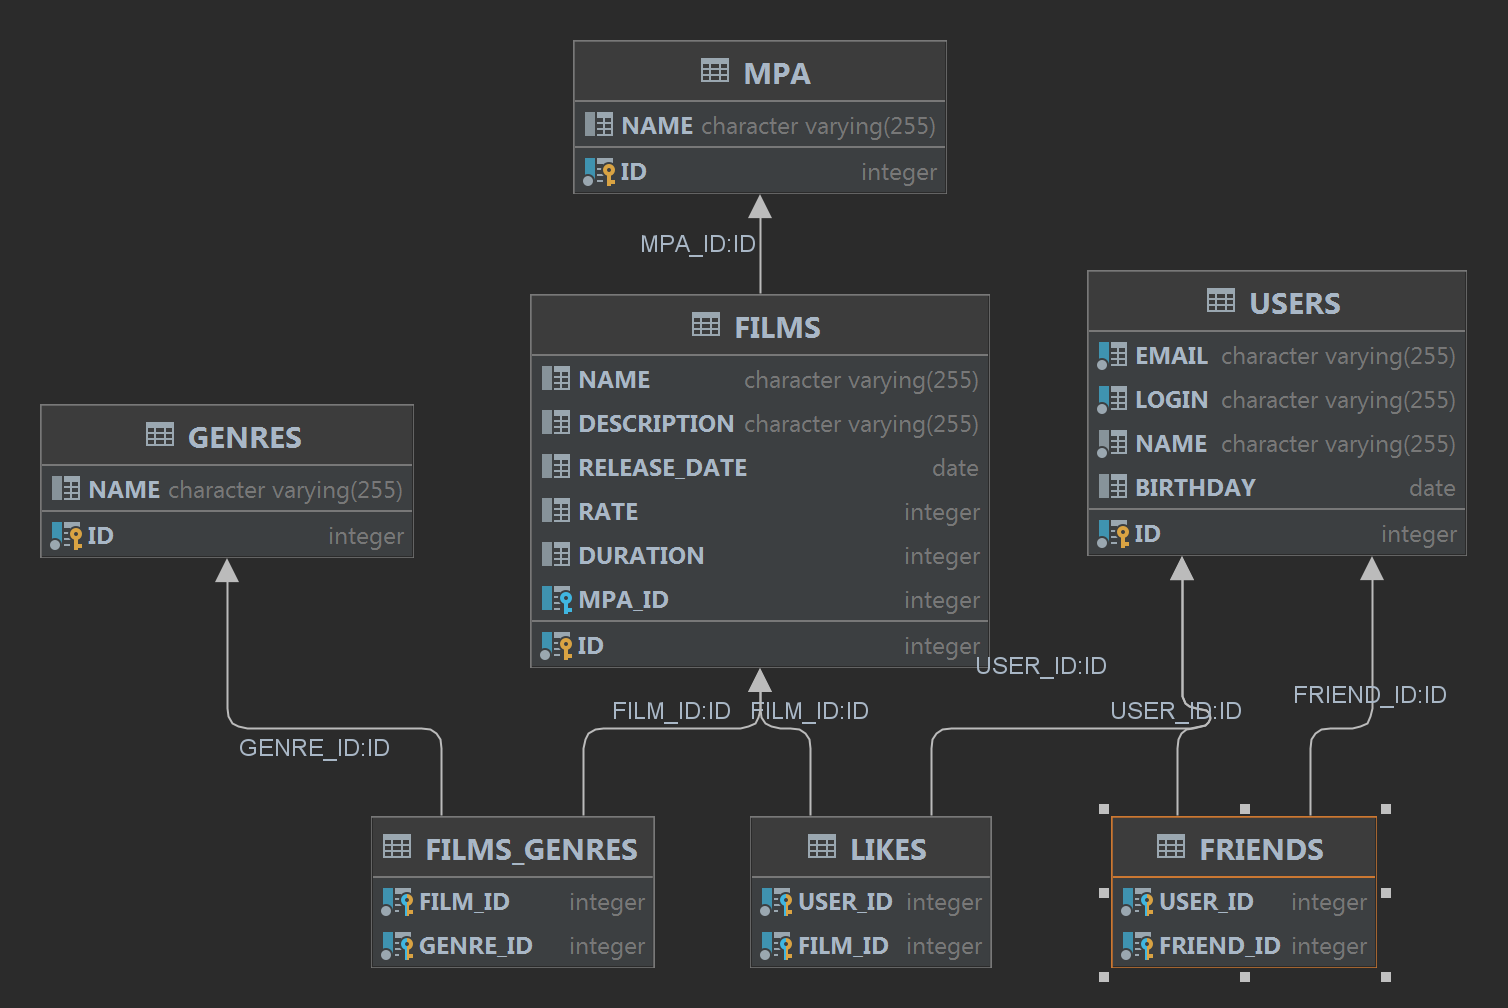 MPA
NAME character varying(255)
ID integer
MPA_ID:ID
FILMS
NAME character varying(255)
DESCRIPTION character varying(255)
RELEASE_DATE date
RATE integer
DURATION integer
MPA_ID integer
ID integer
USERS
EMAIL character varying(255)
LOGIN character varying(255)
NAME character varying(255)
BIRTHDAY date
ID integer
GENRES
NAME character varying(255)
ID integer
USER_ID:ID
FRIEND_ID:ID
FILM_ID:ID
FILM_ID:ID
USER_ID:ID
GENRE_ID:ID
FILMS_GENRES
FILM_ID integer
GENRE_ID integer
LIKES
USER_ID integer
FILM_ID integer
FRIENDS
USER_ID integer
FRIEND_ID integer